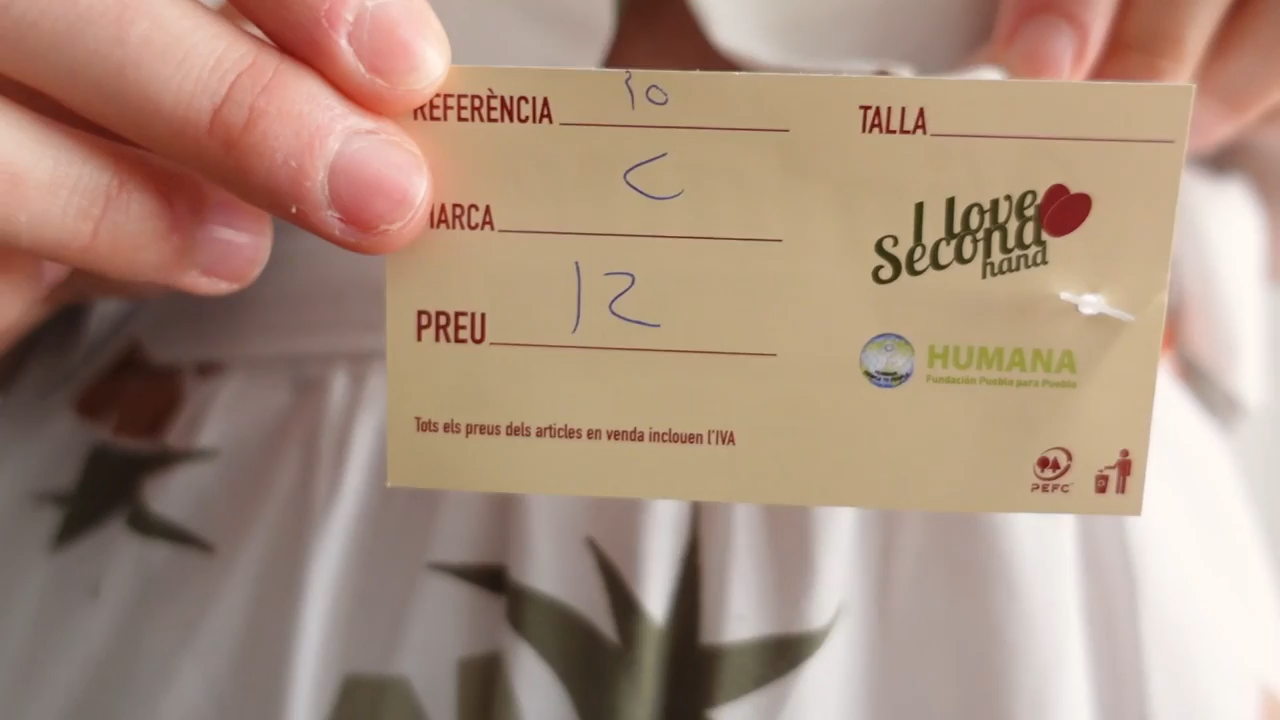 REFERÈNCIA 10
TALLA
C
MARCA
I love
Second
hand
PREU 12
HUMANA
Fundación Pueblo para Pueblo
Tots els preus dels articles en venda inclouen l'IVA
PEFC